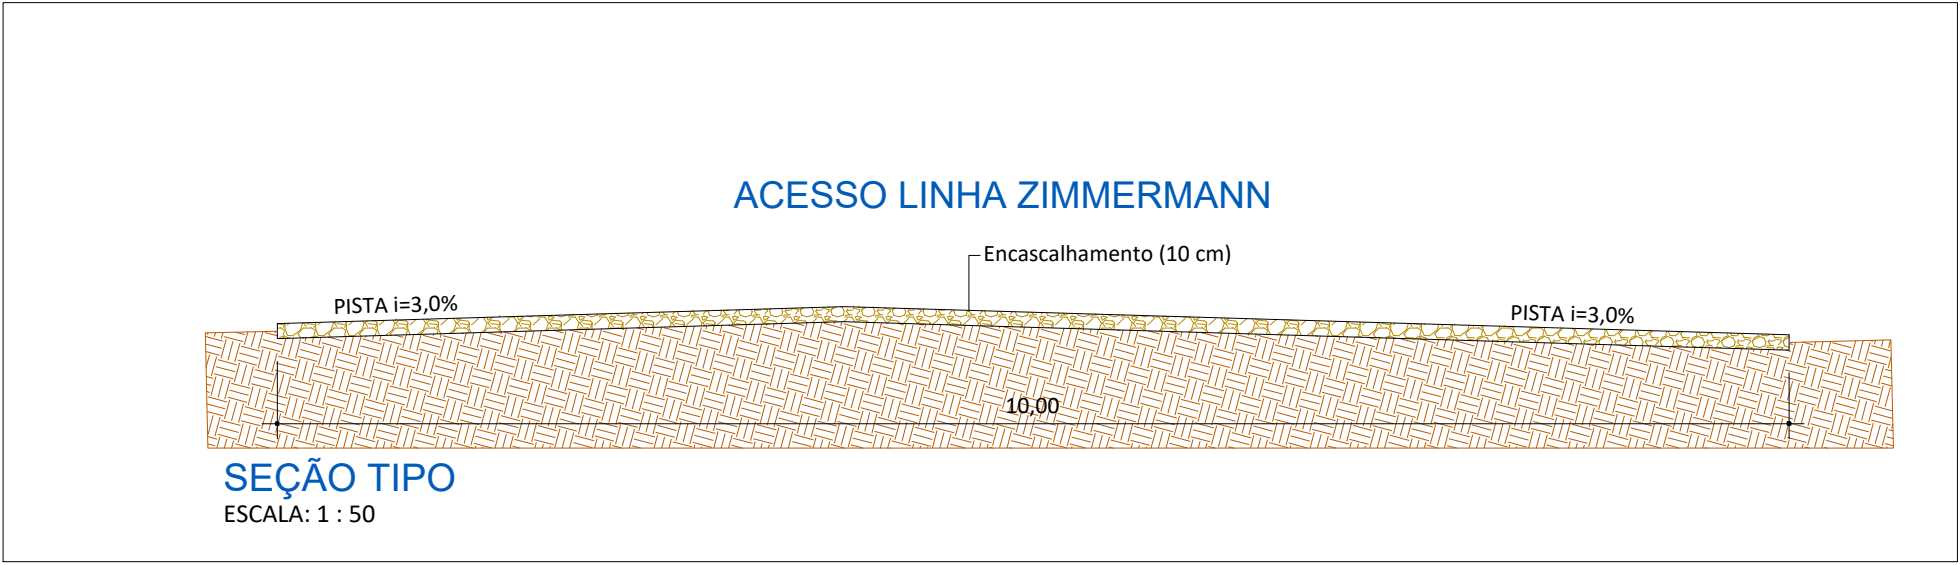 ACESSO LINHA ZIMMERMANN
Encascalhamento (10 cm)
PISTA i=3,0%
PISTA i=3,0%
10,00
SEÇÃO TIPO
ESCALA: 1 : 50